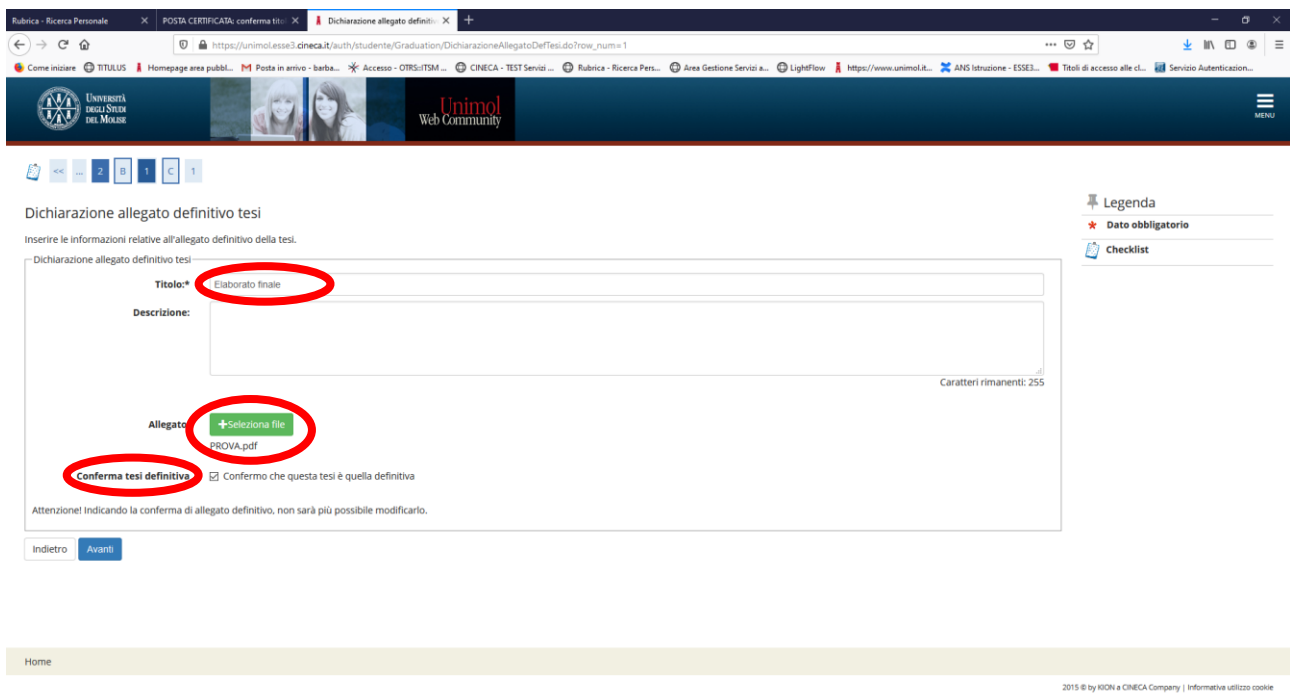 Rubrica - Ricerca Personale
POSTA CERTIFICATA: conferma titol
Dichiarazione allegato definitiv
https://unimol.esse3.cineca.it/auth/studente/Graduation/DichiarazioneAllegatoDefTesi.do?row_num=1
Come iniziare TITULUS Homepage area pubbl... Posta in arrivo - barba... Accesso - OTRS::ITSM ... CINECA - TEST Servizi ... Rubrica - Ricerca Pers... Area Gestione Servizi a... LightFlow https://www.unimol.it... ANS Istruzione - ESSE3... Titoli di accesso alle cl... Servizio Autenticazion...
Università
degli Studi
del Molise
Unimol
Web Community
MENU
<< ... 2 B 1 C 1
Dichiarazione allegato definitivo tesi
Inserire le informazioni relative all'allegato definitivo della tesi.
Dichiarazione allegato definitivo tesi
Titolo:* Elaborato finale
Descrizione:
Caratteri rimanenti: 255
Allegato +Seleziona file
PROVA.pdf
Conferma tesi definitiva Confermo che questa tesi è quella definitiva
Attenzione! Indicando la conferma di allegato definitivo, non sarà più possibile modificarlo.
Indietro Avanti
Legenda
* Dato obbligatorio
Checklist
Home
2015 © by KION a CINECA Company | Informativa utilizzo cookie